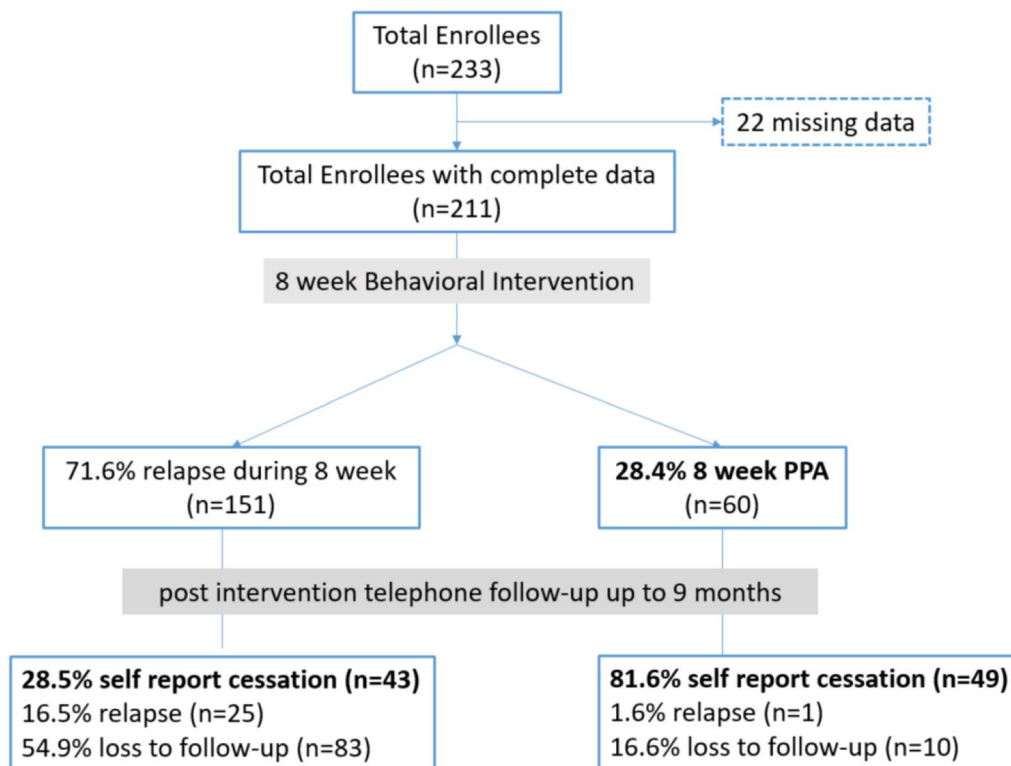 Total Enrollees
(n=233)
22 missing data
Total Enrollees with complete data
(n=211)
8 week Behavioral Intervention
71.6% relapse during 8 week
(n=151)
28.4% 8 week PPA
(n=60)
post intervention telephone follow-up up to 9 months
28.5% self report cessation (n=43)
16.5% relapse (n=25)
54.9% loss to follow-up (n=83)
81.6% self report cessation (n=49)
1.6% relapse (n=1)
16.6% loss to follow-up (n=10)